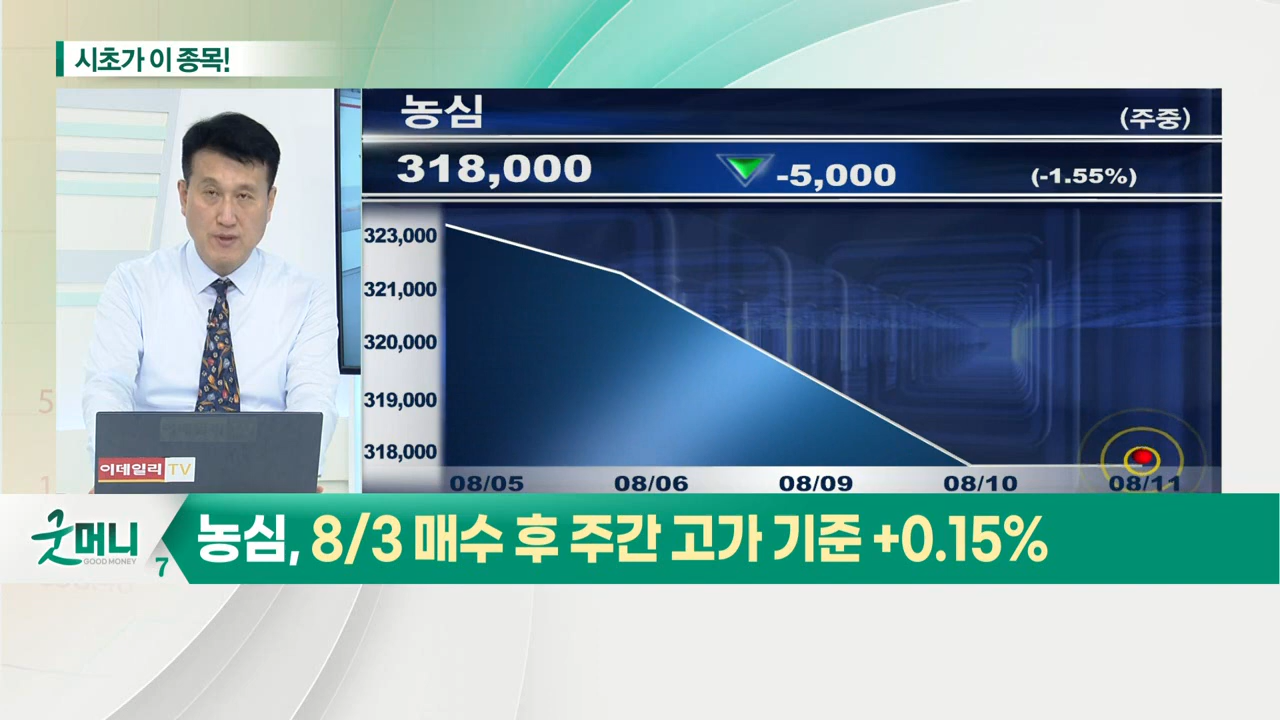 시초가 이 종목!
농심
(주중)
318,000 -5,000 (-1.55%)
323,000
321,000
320,000
319,000
318,000
08/05 08/06 08/09 08/10 08/11
이데일리 TV
굿머니
GOOD MONEY
7
농심, 8/3 매수 후 주간 고가 기준 +0.15%